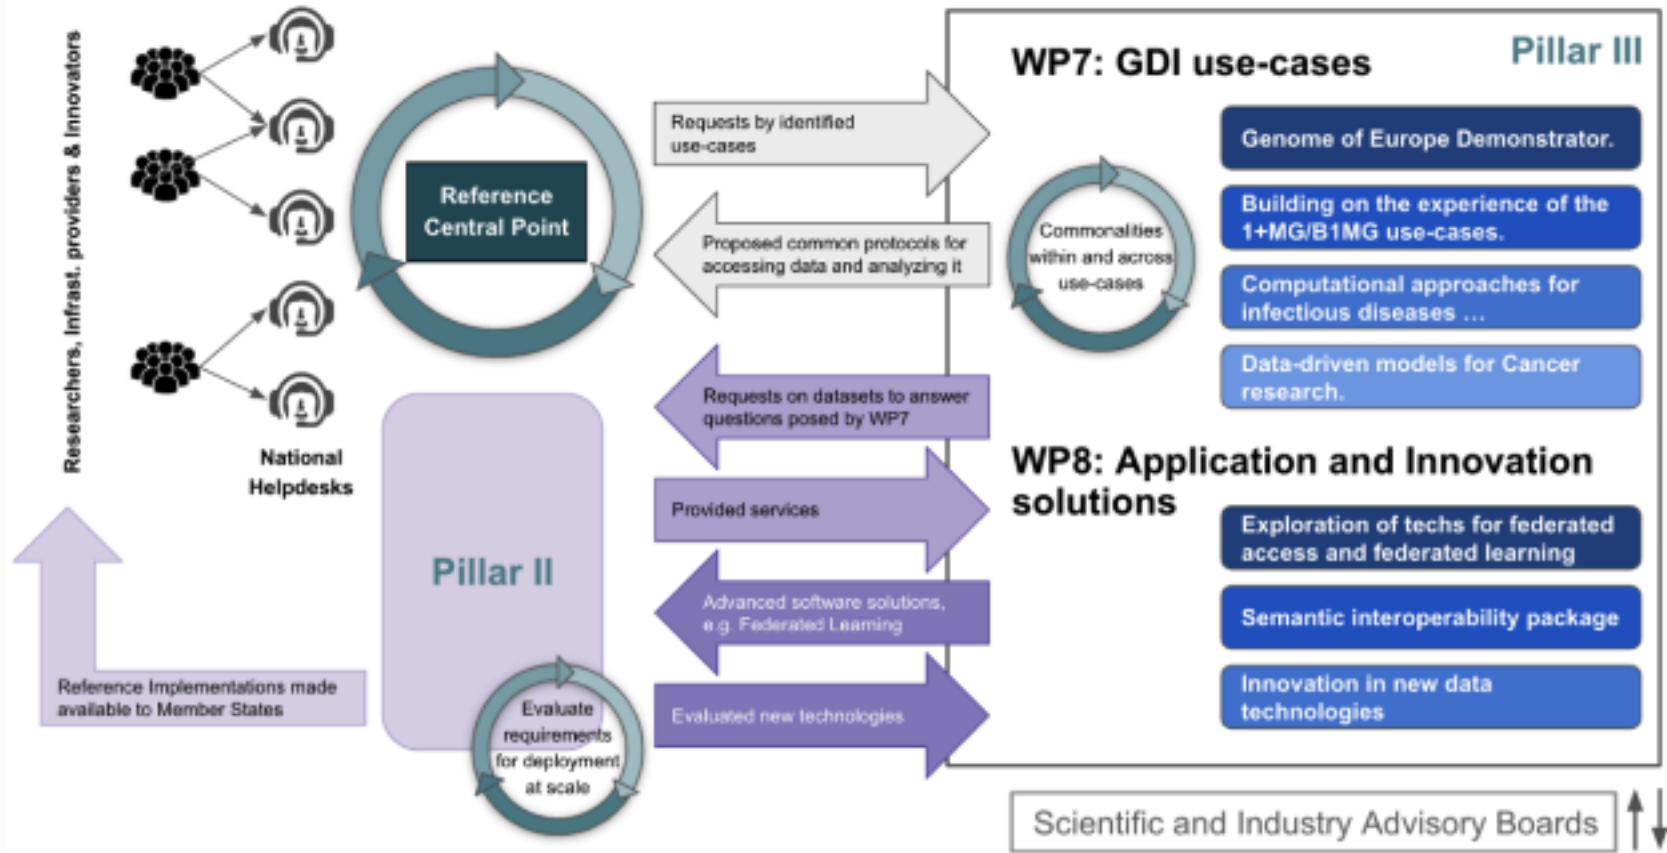 Researchers, Infrast. providers & Innovators
National
Helpdesks
Reference
Central Point
Requests by identified
use-cases
Proposed common protocols for
accessing data and analyzing it
Requests on datasets to answer
questions posed by WP7
Provided services
Advanced software solutions,
e.g. Federated Learning
Evaluated new technologies
Pillar II
Evaluate
requirements
for deployment
at scale
Reference Implementations made
available to Member States
Pillar III
WP7: GDI use-cases
Commonalities
within and across
use-cases
Genome of Europe Demonstrator.
Building on the experience of the
1+MG/B1MG use-cases.
Computational approaches for
infectious diseases ...
Data-driven models for Cancer
research.
WP8: Application and Innovation
solutions
Exploration of techs for federated
access and federated learning
Semantic interoperability package
Innovation in new data
technologies
Scientific and Industry Advisory Boards